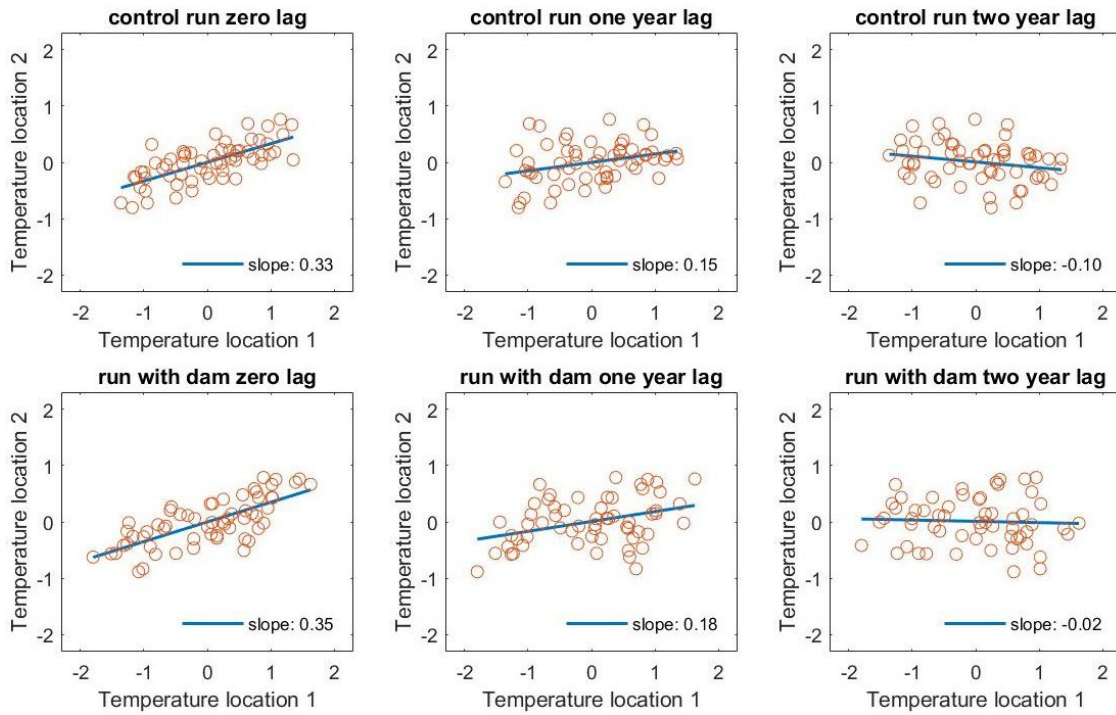 control run zero lag
Temperature location 2
2
1
0
-1
-2
slope: 0.33
-2 -1 0 1 2
Temperature location 1
control run one year lag
Temperature location 2
2
1
0
-1
-2
slope: 0.15
-2 -1 0 1 2
Temperature location 1
control run two year lag
Temperature location 2
2
1
0
-1
-2
slope: -0.10
-2 -1 0 1 2
Temperature location 1
run with dam zero lag
Temperature location 2
2
1
0
-1
-2
slope: 0.35
-2 -1 0 1 2
Temperature location 1
run with dam one year lag
Temperature location 2
2
1
0
-1
-2
slope: 0.18
-2 -1 0 1 2
Temperature location 1
run with dam two year lag
Temperature location 2
2
1
0
-1
-2
slope: -0.02
-2 -1 0 1 2
Temperature location 1